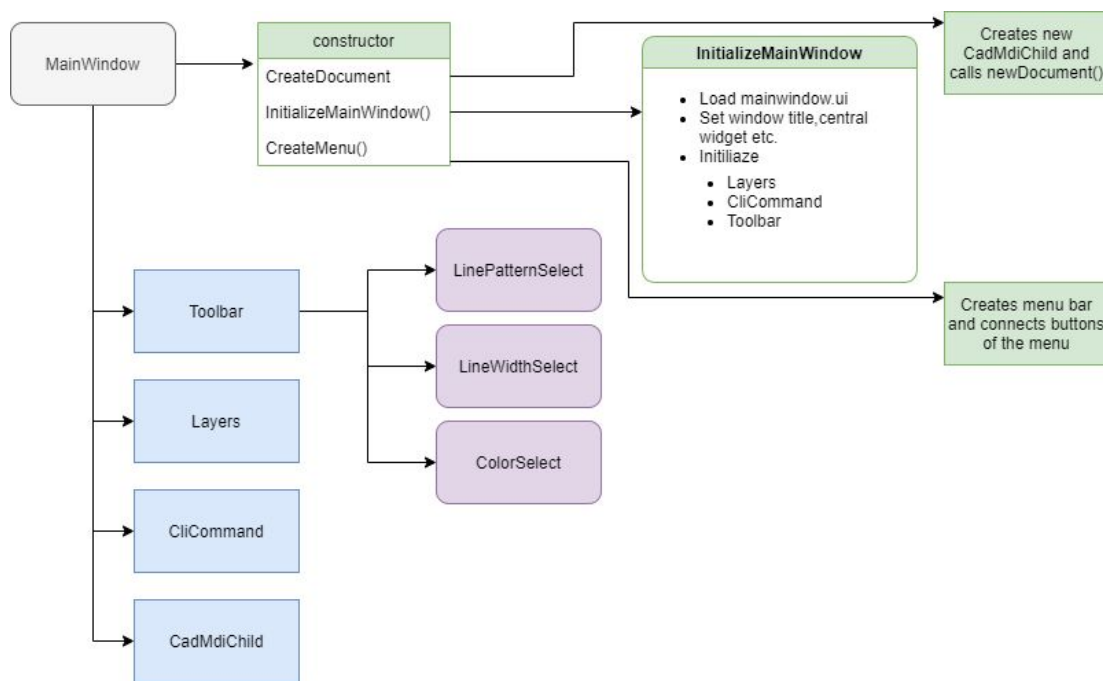 MainWindow
constructor
CreateDocument
InitializeMainWindow()
CreateMenu()
InitializeMainWindow
Load mainwindow.ui
Set window title,central
widget etc.
Initiliaze
Layers
CliCommand
Toolbar
Creates new
CadMdiChild and
calls newDocument()
Creates menu bar
and connects buttons
of the menu
Toolbar
Layers
CliCommand
CadMdiChild
LinePatternSelect
LineWidthSelect
ColorSelect